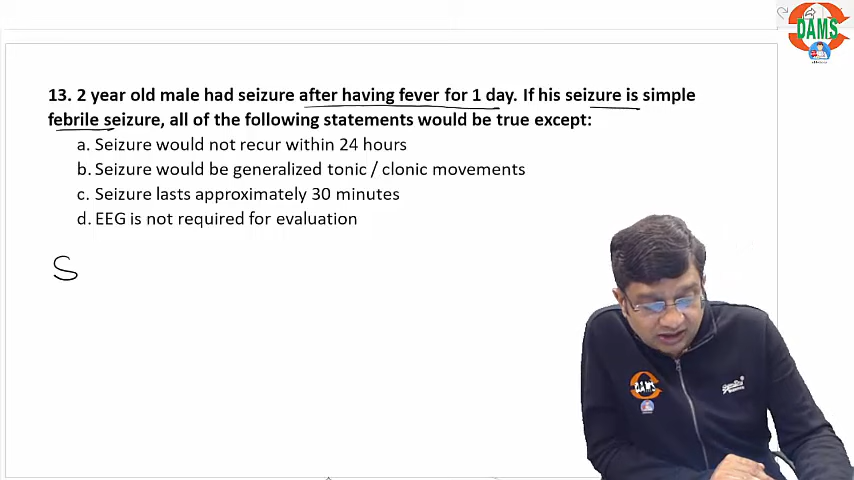 DAMS
13. 2 year old male had seizure after having fever for 1 day. If his seizure is simple
febrile seizure, all of the following statements would be true except:
a. Seizure would not recur within 24 hours
b. Seizure would be generalized tonic / clonic movements
c. Seizure lasts approximately 30 minutes
d. EEG is not required for evaluation
S
DAMS